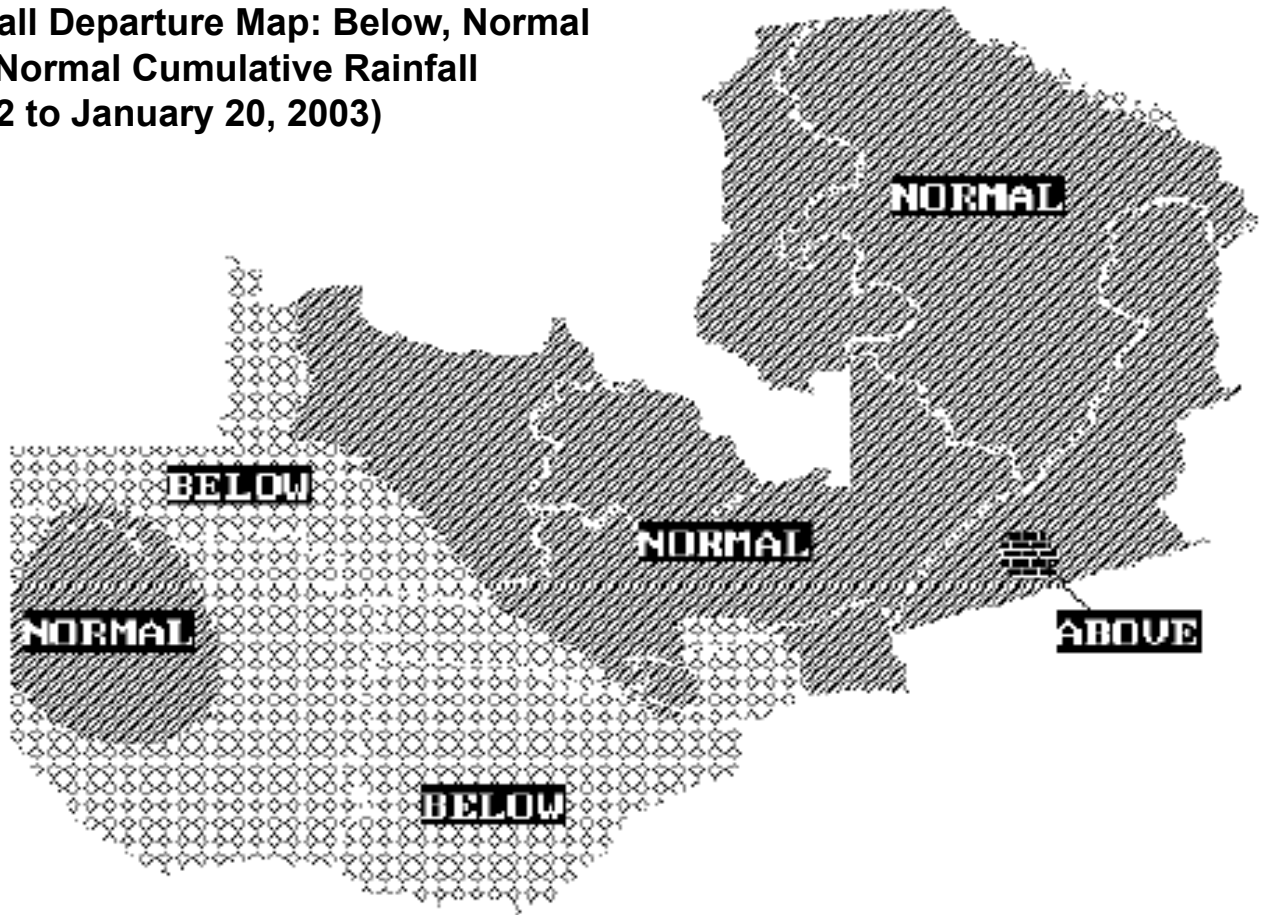 all Departure Map: Below, Normal
Normal Cumulative Rainfall
2 to January 20, 2003)
NORMAL
BELOW
NORMAL
NORMAL
ABOVE
BELOW